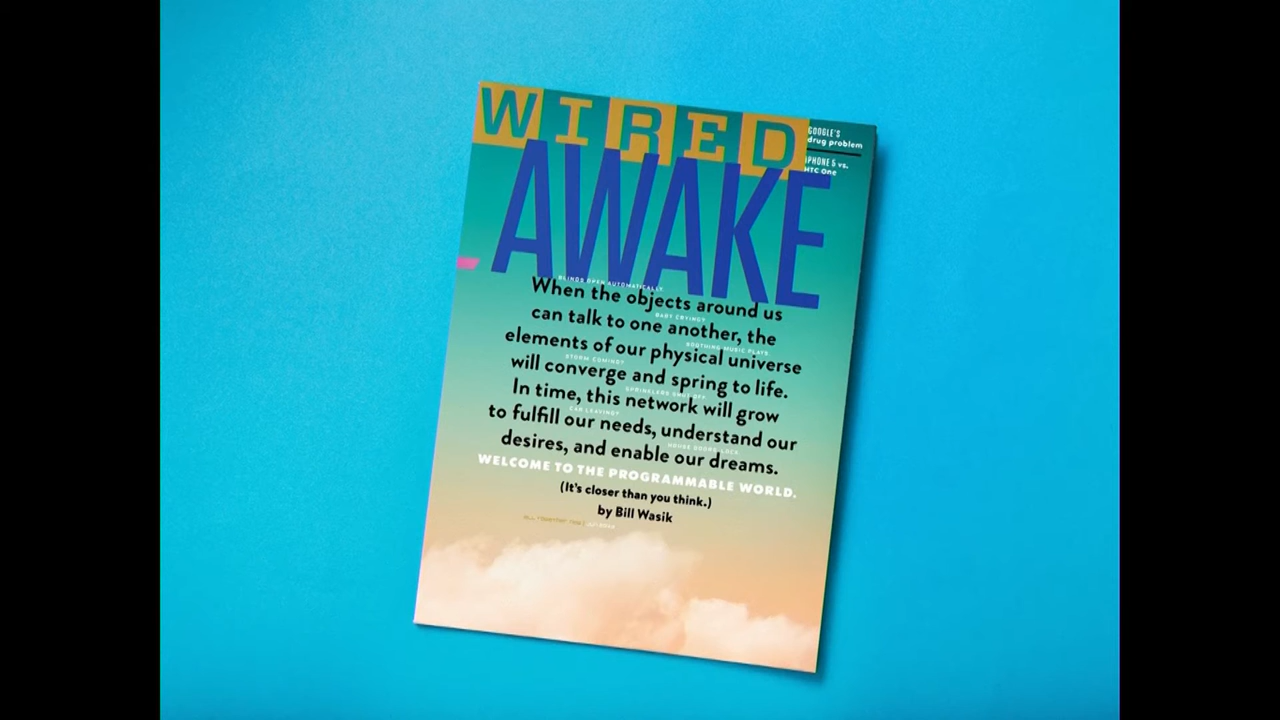 WIRED
GOOGLE'S
drug problem
IPHONE 5 vs.
HTC One
AWAKE
BLINDS OPEN AUTOMATICALLY.
When the objects around us
BABY CRYING?
can talk to one another, the
SOOTHING MUSIC PLAYS.
elements of our physical universe
STORM COMING?
will converge and spring to life.
SPRINKLERS SHUT OFF.
In time, this network will grow
CAR LEAVING?
to fulfill our needs, understand our
HOUSE DOORS LOCK.
desires, and enable our dreams.
WELCOME TO THE PROGRAMMABLE WORLD.
(It's closer than you think.)
by Bill Wasik